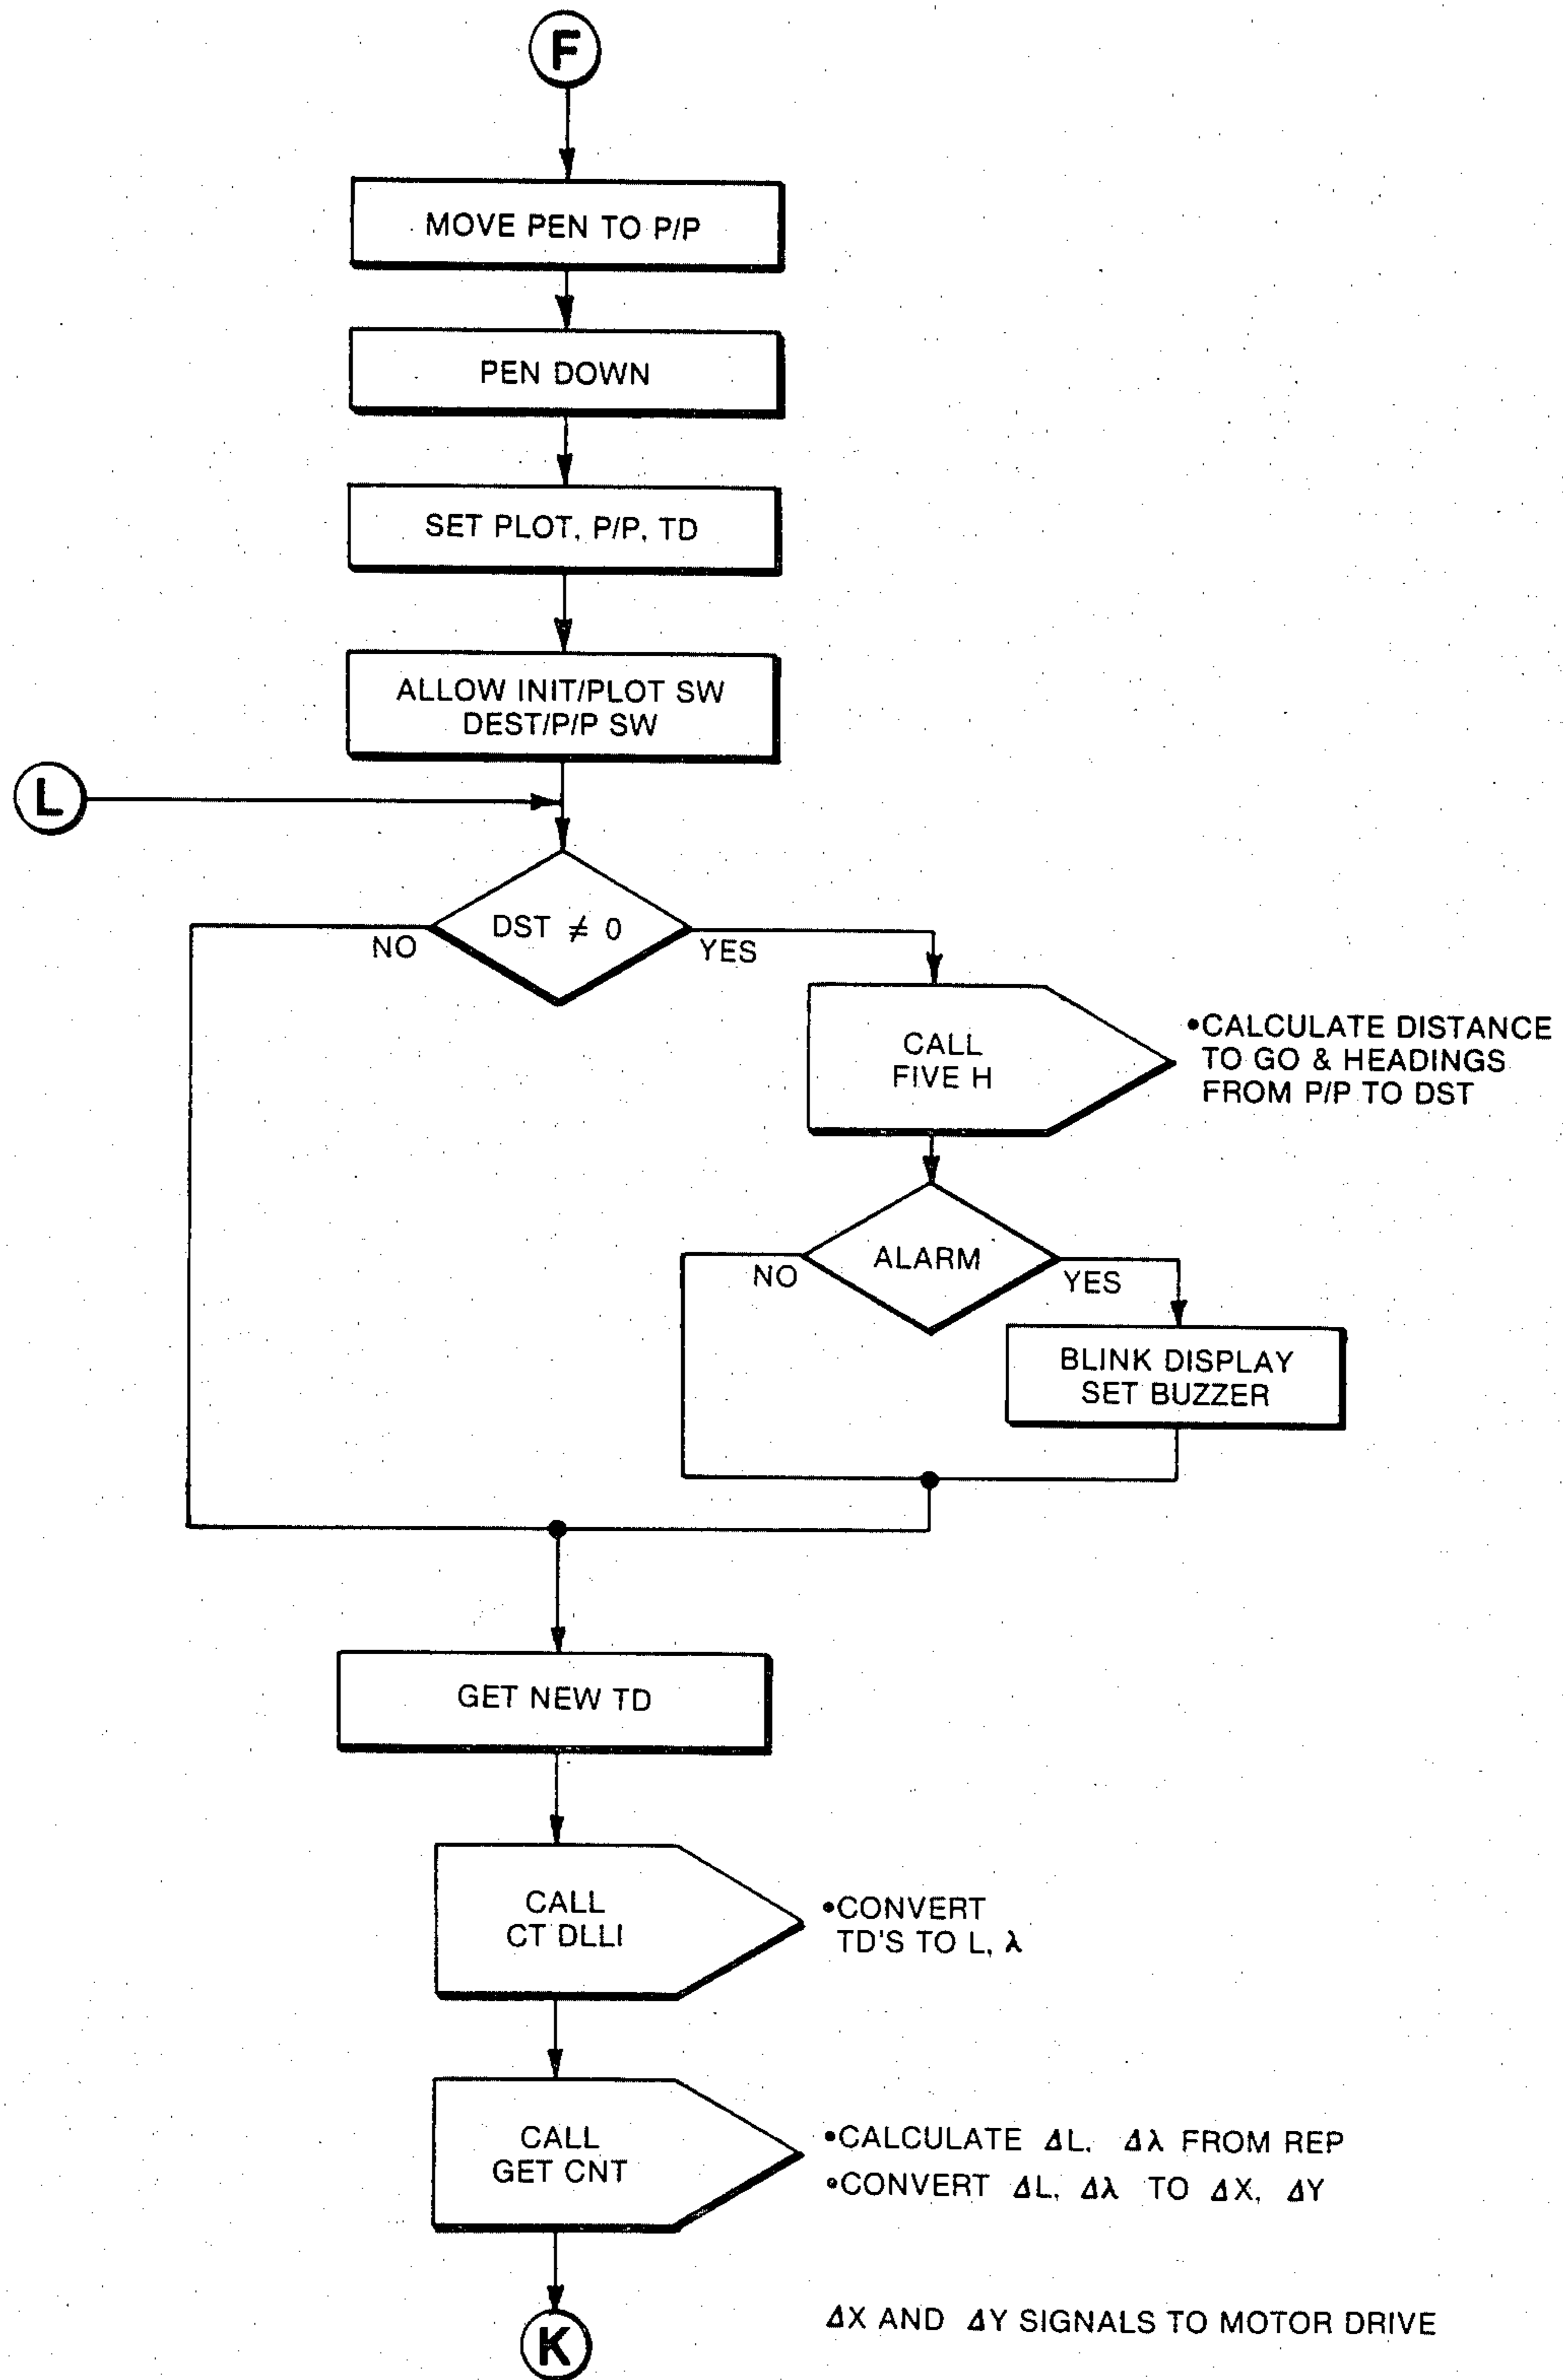 F
MOVE PEN TO P/P
PEN DOWN
SET PLOT, P/P, TD
ALLOW INIT/PLOT SW
DEST/P/P SW
L
DST ≠ 0
NO
YES
CALL
FIVE H
•CALCULATE DISTANCE
TO GO & HEADINGS
FROM P/P TO DST
ALARM
NO
YES
BLINK DISPLAY
SET BUZZER
GET NEW TD
CALL
CT DLLI
•CONVERT
TD'S TO L, λ
CALL
GET CNT
•CALCULATE ΔL, Δλ FROM REP
•CONVERT ΔL, Δλ TO ΔX, ΔY
K
ΔX AND ΔY SIGNALS TO MOTOR DRIVE